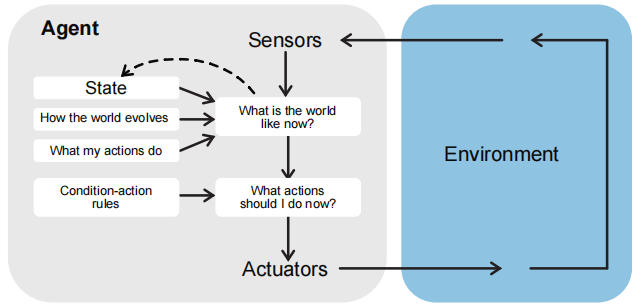 Agent
Sensors
State
How the world evolves
What my actions do
What is the world
like now?
Condition-action
rules
What actions
should I do now?
Actuators
Environment